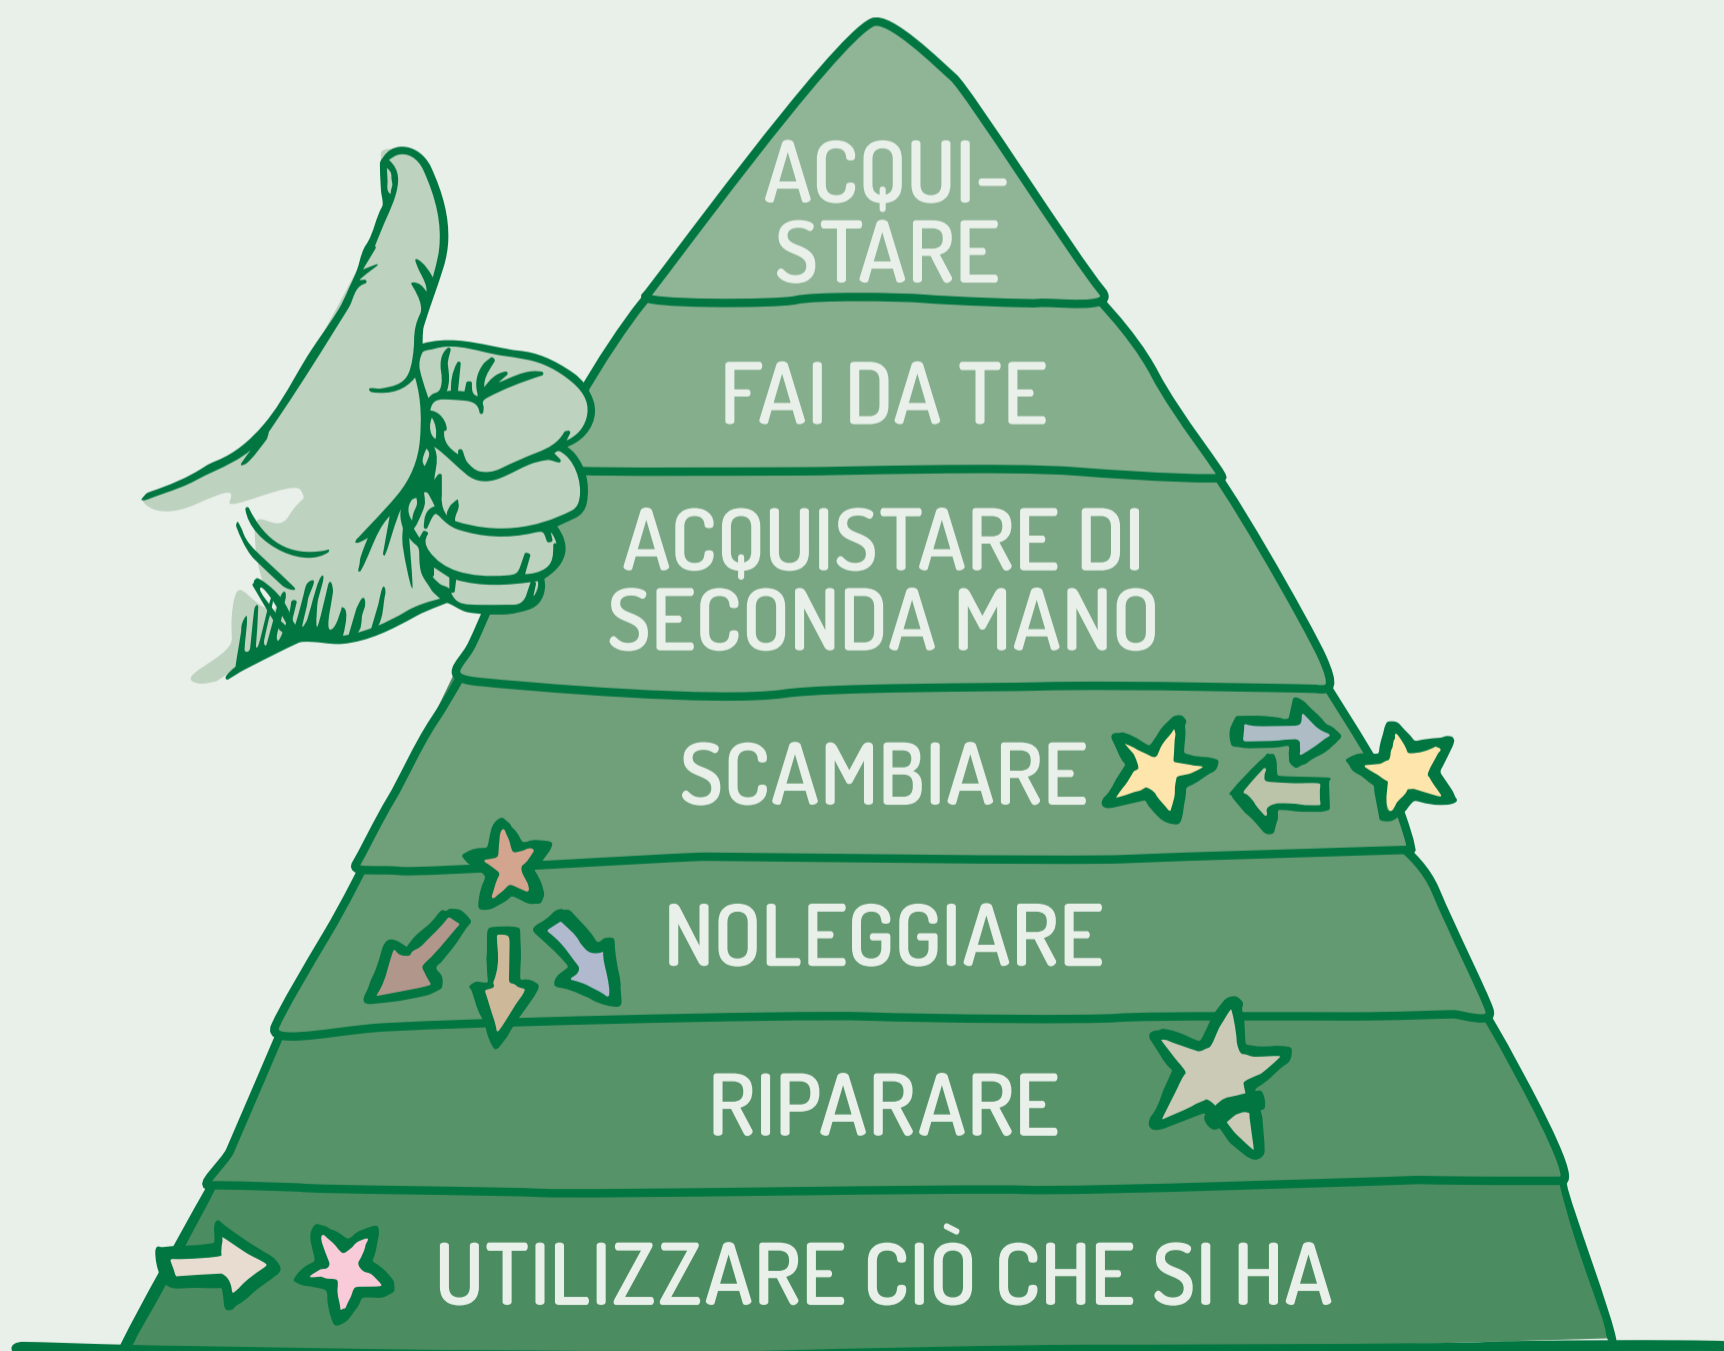 ACQUI-
STARE
FAI DA TE
ACQUISTARE DI
SECONDA MANO
SCAMBIARE
NOLEGGIARE
RIPARARE
UTILIZZARE CIÒ CHE SI HA